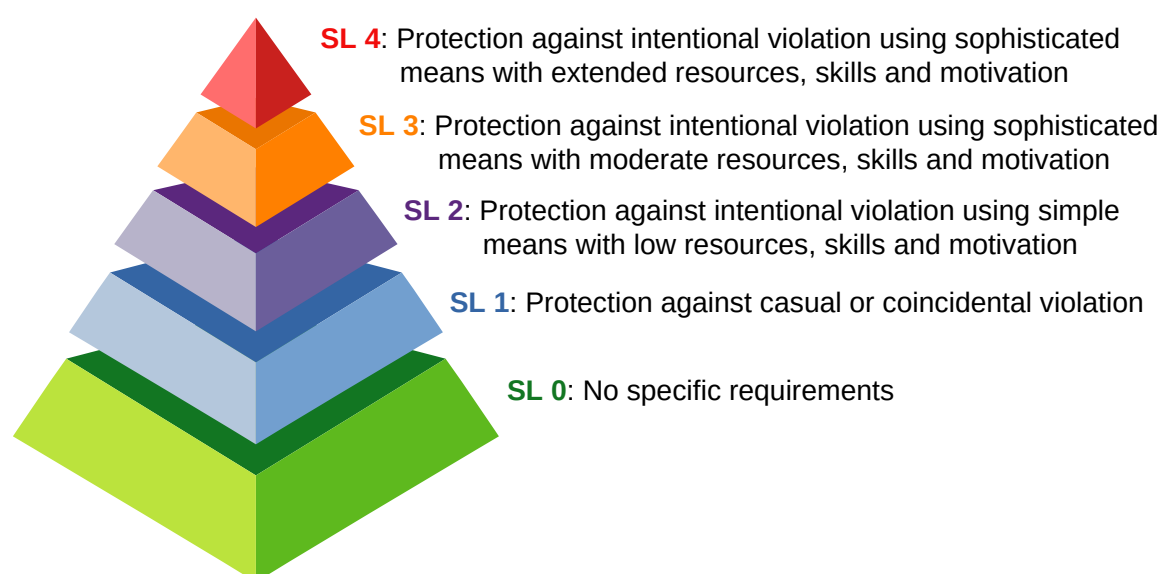 SL 4: Protection against intentional violation using sophisticated
means with extended resources, skills and motivation
SL 3: Protection against intentional violation using sophisticated
means with moderate resources, skills and motivation
SL 2: Protection against intentional violation using simple
means with low resources, skills and motivation
SL 1: Protection against casual or coincidental violation
SL 0: No specific requirements